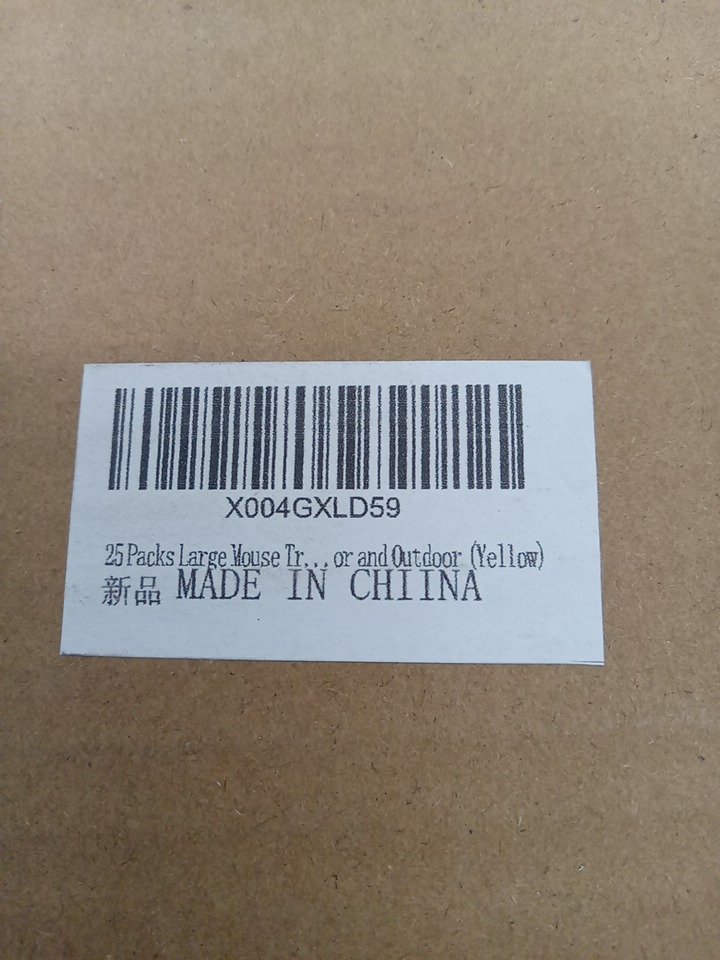 X004GXLD59
25 Packs Large Mouse Tr...or and Outdoor (Yellow)
新品 MADE IN CHIINA